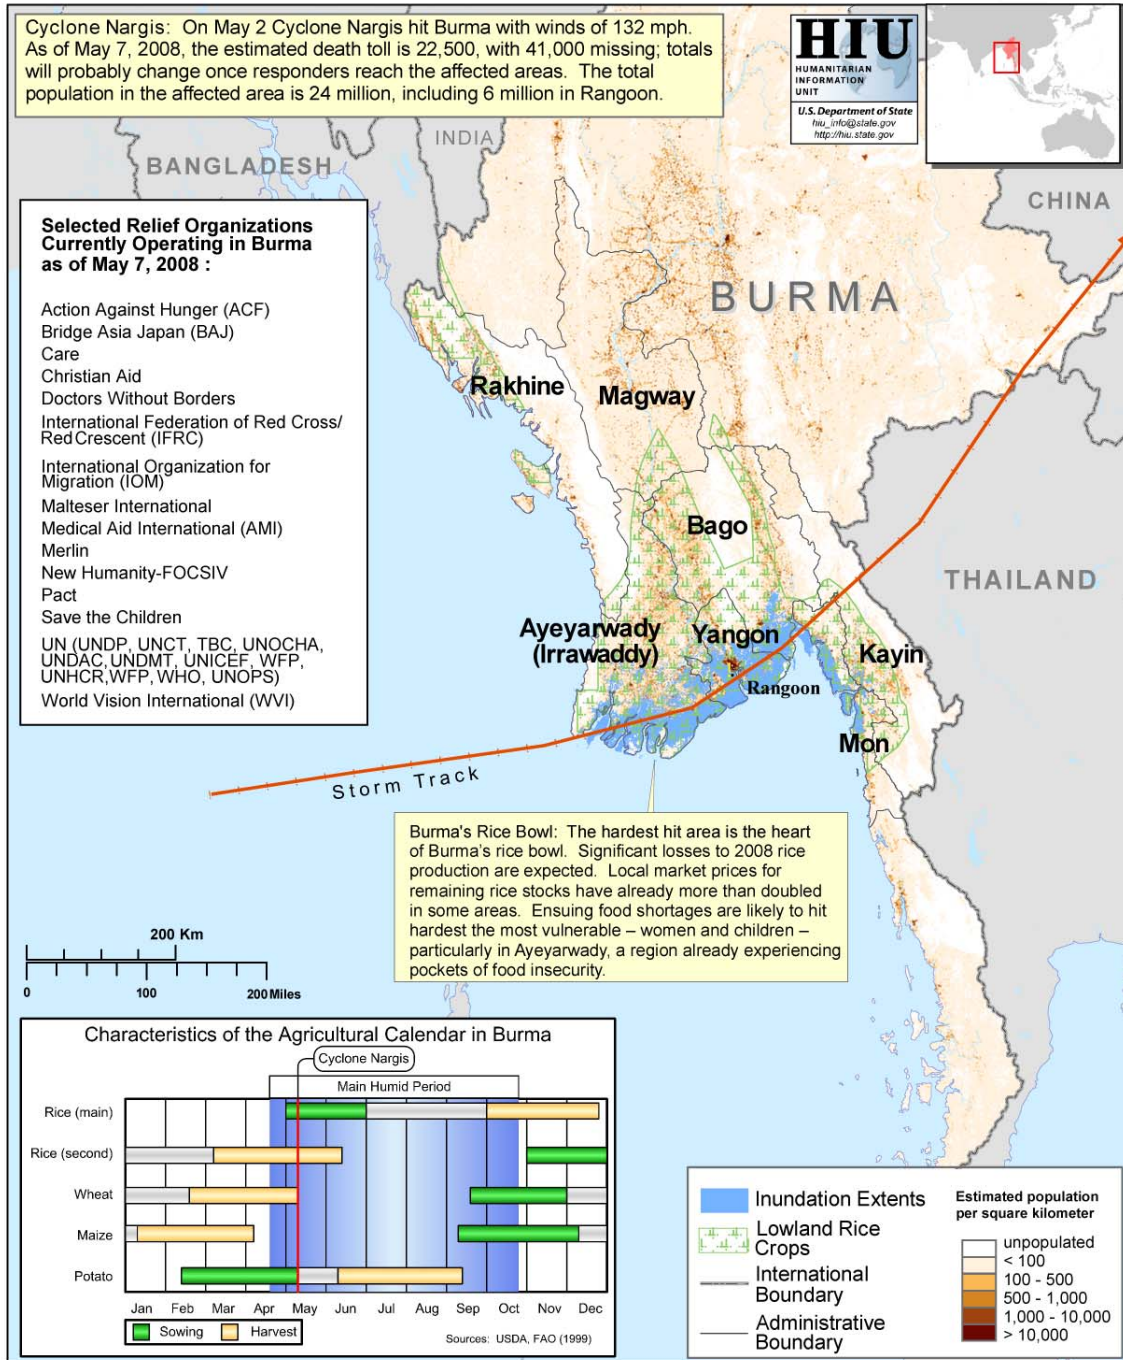 Cyclone Nargis: On May 2 Cyclone Nargis hit Burma with winds of 132 mph.
As of May 7, 2008, the estimated death toll is 22,500, with 41,000 missing; totals
will probably change once responders reach the affected areas. The total
population in the affected area is 24 million, including 6 million in Rangoon.
HIU
HUMANITARIAN
INFORMATION
UNIT
U.S. Department of State
hiu_info@state.gov
http://hiu.state.gov
INDIA
BANGLADESH
CHINA
BURMA
THAILAND
Selected Relief Organizations
Currently Operating in Burma
as of May 7, 2008 :
Action Against Hunger (ACF)
Bridge Asia Japan (BAJ)
Care
Christian Aid
Doctors Without Borders
International Federation of Red Cross/
Red Crescent (IFRC)
International Organization for
Migration (IOM)
Malteser International
Medical Aid International (AMI)
Merlin
New Humanity-FOCSIV
Pact
Save the Children
UN (UNDP, UNCT, TBC, UNOCHA,
UNDAC, UNDMT, UNICEF, WFP,
UNHCR,WFP, WHO, UNOPS)
World Vision International (WVI)
Rakhine
Magway
Bago
Ayeyarwady
(Irrawaddy)
Yangon
Rangoon
Kayin
Mon
Storm Track
Burma's Rice Bowl: The hardest hit area is the heart
of Burma's rice bowl. Significant losses to 2008 rice
production are expected. Local market prices for
remaining rice stocks have already more than doubled
in some areas. Ensuing food shortages are likely to hit
hardest the most vulnerable – women and children –
particularly in Ayeyarwady, a region already experiencing
pockets of food insecurity.
200 Km
0 100 200 Miles
Characteristics of the Agricultural Calendar in Burma
Cyclone Nargis
Main Humid Period
Rice (main)
Rice (second)
Wheat
Maize
Potato
Jan Feb Mar Apr May Jun Jul Aug Sep Oct Nov Dec
Sowing Harvest
Sources: USDA, FAO (1999)
Inundation Extents
Lowland Rice
Crops
International
Boundary
Administrative
Boundary
Estimated population
per square kilometer
unpopulated
< 100
100 - 500
500 - 1,000
1,000 - 10,000
> 10,000